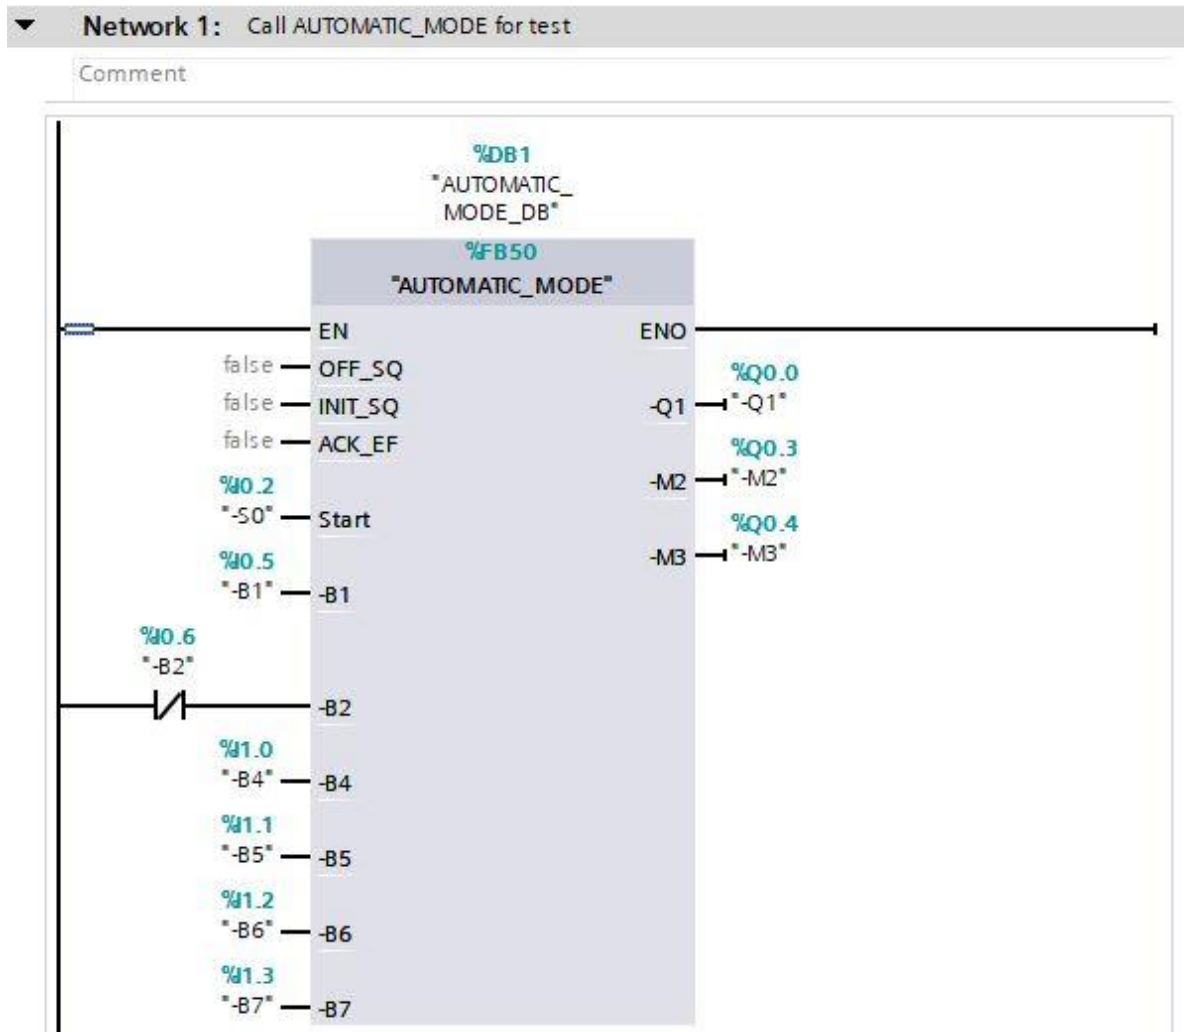 Network 1: Call AUTOMATIC_MODE for test
Comment
%DB1
"AUTOMATIC_
MODE_DB"
%FB50
"AUTOMATIC_MODE"
EN ENO
false OFF_SQ
%Q0.0
false INIT_SQ -Q1 "-Q1"
false ACK_EF
%Q0.3
-M2 "-M2"
%I0.2
"-S0" Start
%Q0.4
-M3 "-M3"
%I0.5
"-B1" -B1
%I0.6
"-B2"
-B2
%I1.0
"-B4" -B4
%I1.1
"-B5" -B5
%I1.2
"-B6" -B6
%I1.3
"-B7" -B7